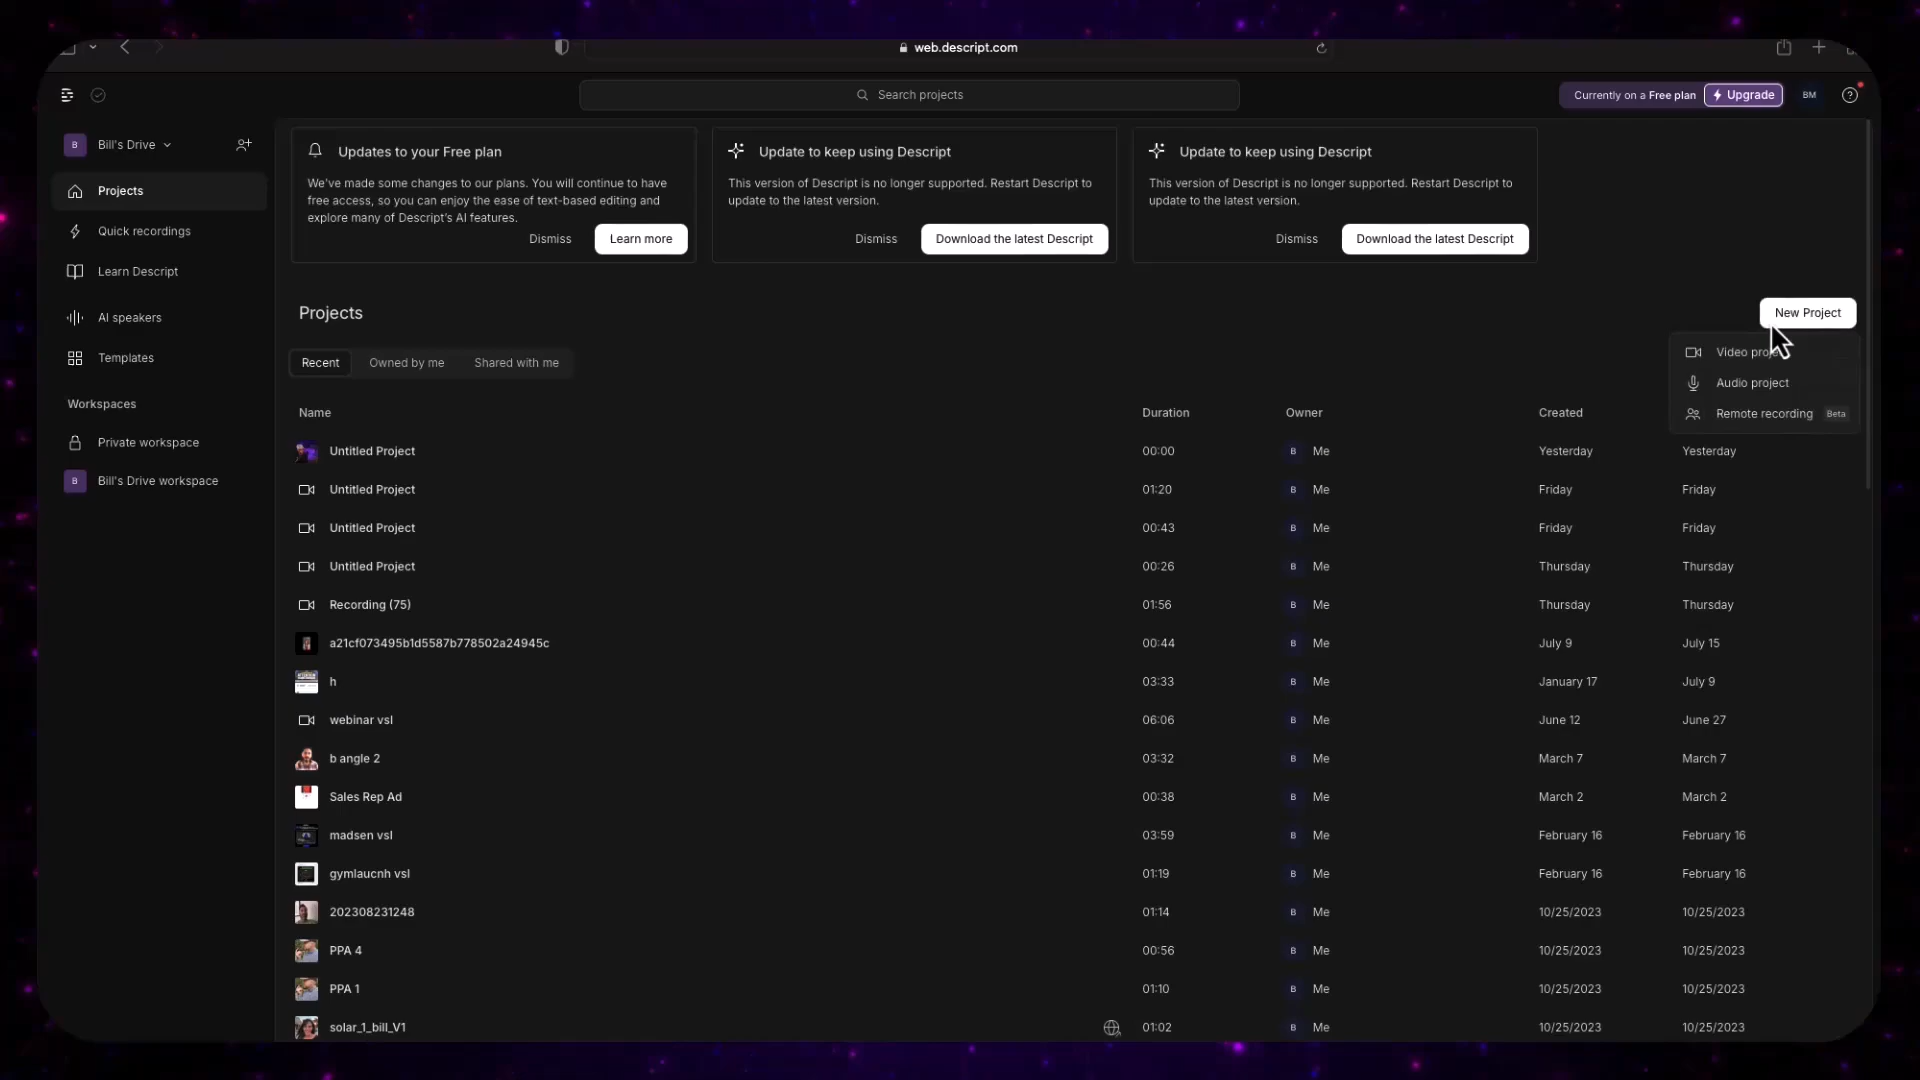 web.descript.com
Search projects
Currently on a Free plan
Upgrade
BM
B
Bill's Drive
Projects
Quick recordings
Learn Descript
AI speakers
Templates
Workspaces
Private workspace
B
Bill's Drive workspace
Updates to your Free plan
We've made some changes to our plans. You will continue to have
free access, so you can enjoy the ease of text-based editing and
explore many of Descript's AI features.
Dismiss
Learn more
Update to keep using Descript
This version of Descript is no longer supported. Restart Descript to
update to the latest version.
Dismiss
Download the latest Descript
Update to keep using Descript
This version of Descript is no longer supported. Restart Descript to
update to the latest version.
Dismiss
Download the latest Descript
Projects
New Project
Video
Audio project
Remote recording Beta
Recent
Owned by me
Shared with me
Name Duration Owner Created
Untitled Project 00:00 B Me Yesterday Yesterday
Untitled Project 01:20 B Me Friday Friday
Untitled Project 00:43 B Me Friday Friday
Untitled Project 00:26 B Me Thursday Thursday
Recording (75) 01:56 B Me Thursday Thursday
a21cf073495b1d5587b778502a24945c 00:44 B Me July 9 July 15
h 03:33 B Me January 17 July 9
webinar vsl 06:06 B Me June 12 June 27
b angle 2 03:32 B Me March 7 March 7
Sales Rep Ad 00:38 B Me March 2 March 2
madsen vsl 03:59 B Me February 16 February 16
gymlaucnh vsl 01:19 B Me February 16 February 16
202308231248 01:14 B Me 10/25/2023 10/25/2023
PPA 4 00:56 B Me 10/25/2023 10/25/2023
PPA 1 01:10 B Me 10/25/2023 10/25/2023
solar_1_bill_V1 01:02 B Me 10/25/2023 10/25/2023